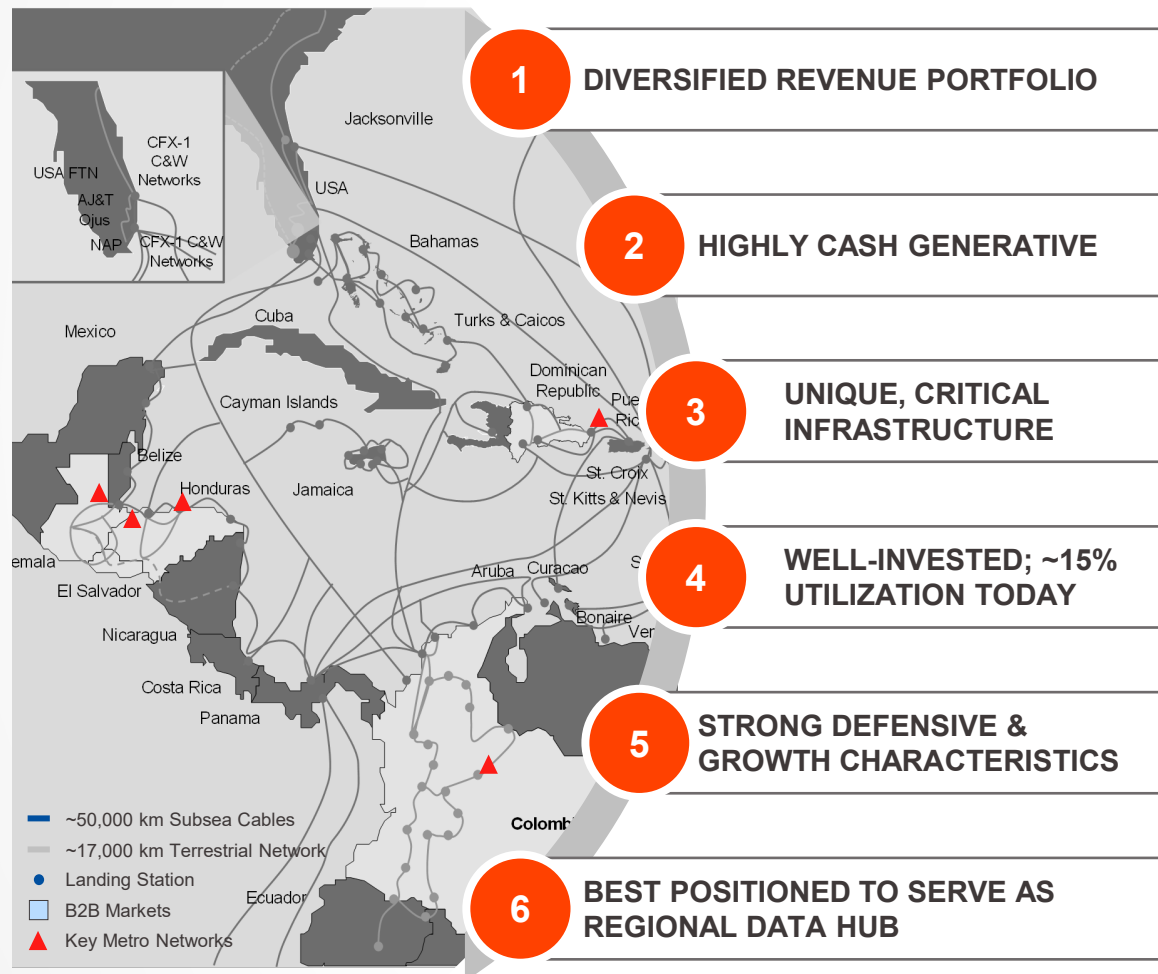 Jacksonville
CFX-1
C&W
Networks
USA FTN
AJ&T
Ojus
NAP
CFX-1 C&W
Networks
USA
Bahamas
Mexico
Cuba
Turks & Caicos
Dominican
Republic
Cayman Islands
Belize
Honduras
Jamaica
St. Croix
St. Kitts & Nevis
El Salvador
Aruba
Curacao
Nicaragua
Bonaire
Costa Rica
Panama
Ecuador
~50,000 km Subsea Cables
~17,000 km Terrestrial Network
Landing Station
B2B Markets
Key Metro Networks
1
DIVERSIFIED REVENUE PORTFOLIO
2
HIGHLY CASH GENERATIVE
3
UNIQUE, CRITICAL
INFRASTRUCTURE
4
WELL-INVESTED; ~15%
UTILIZATION TODAY
5
STRONG DEFENSIVE &
GROWTH CHARACTERISTICS
6
BEST POSITIONED TO SERVE AS
REGIONAL DATA HUB